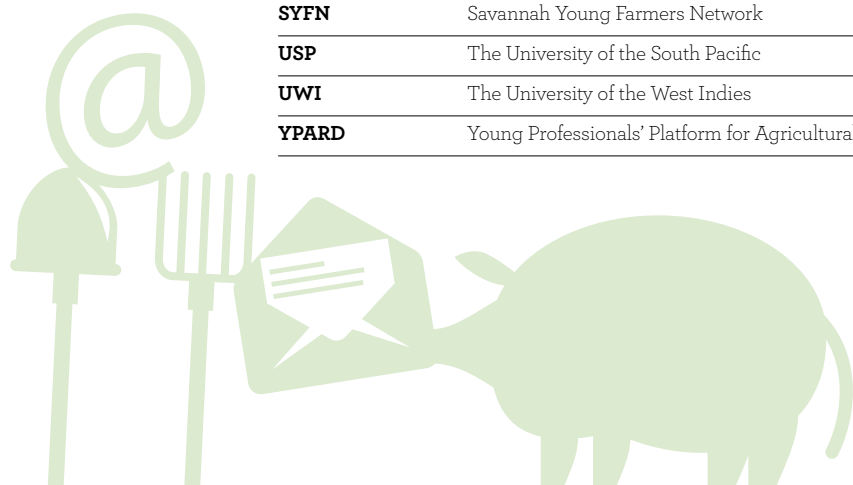 SYFN Savannah Young Farmers Network
USP The University of the South Pacific
UWI The University of the West Indies
YPARD Young Professionals’ Platform for Agricultural
@